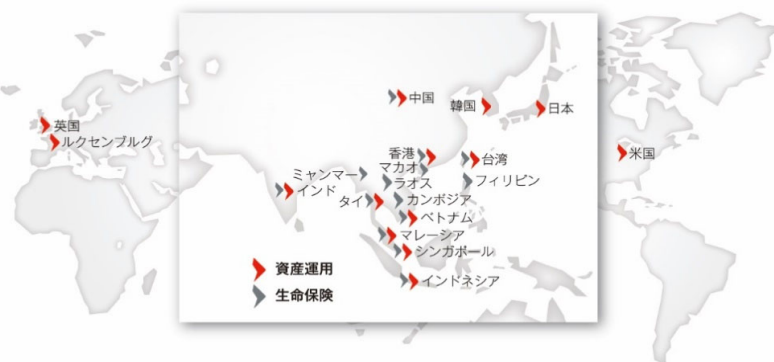 中国
韓国
日本
英国
ルクセンブルグ
香港
台湾
米国
マカオ
ミャンマー
ラオス
フィリピン
インド
タイ
カンボジア
ベトナム
マレーシア
シンガポール
インドネシア
資産運用
生命保険